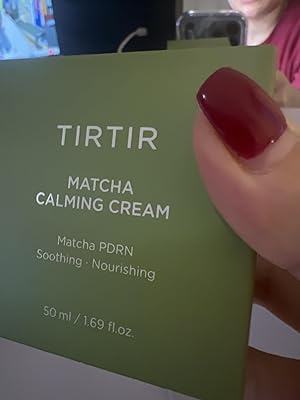 TIRTIR
MATCHA
CALMING CREAM
Matcha PDRN
Soothing · Nourishing
50 ml / 1.69 fl.oz.